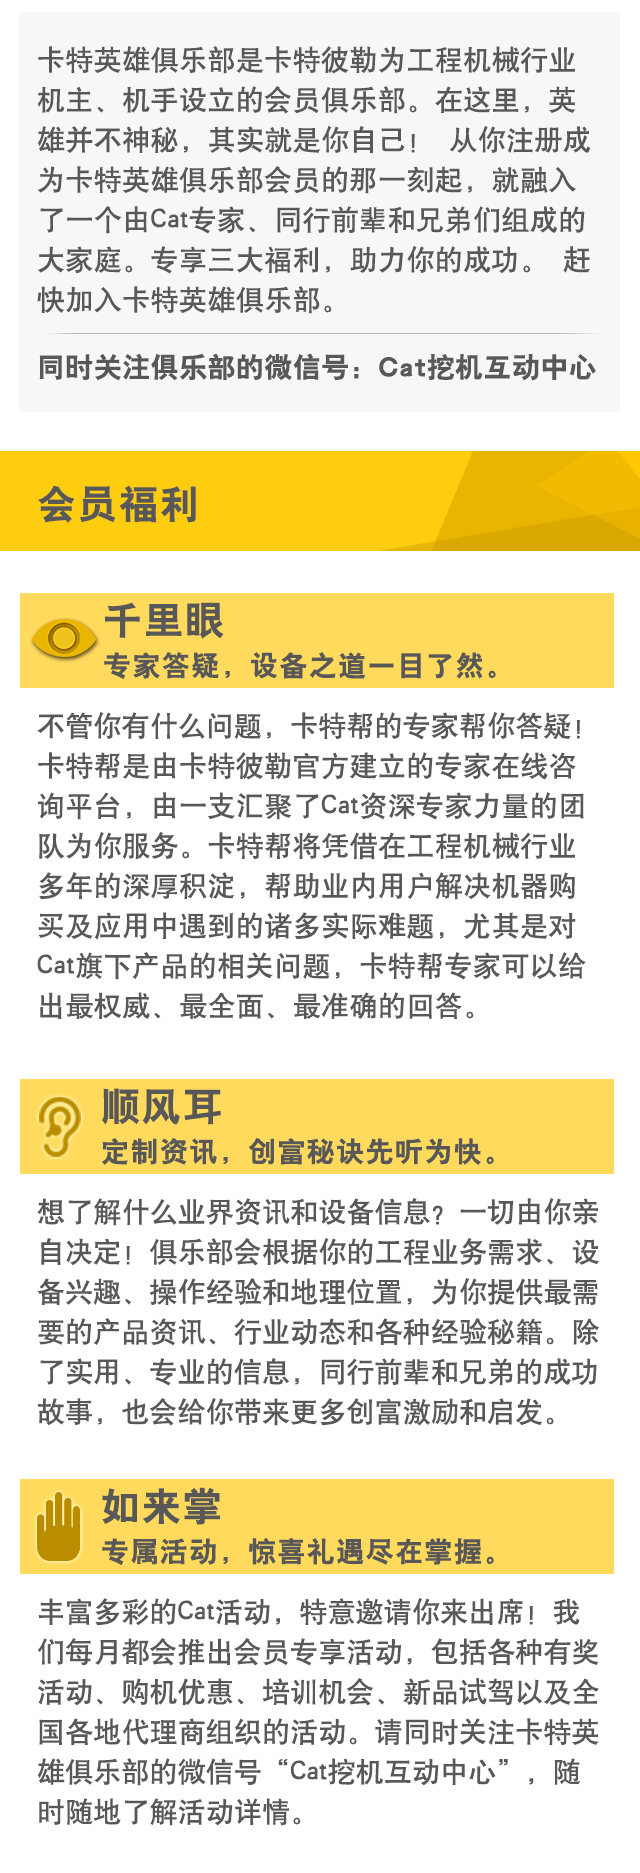 卡特英雄俱乐部是卡特彼勒为工程机械行业
机主、机手设立的会员俱乐部。在这里，英
雄并不神秘，其实就是你自己！ 从你注册成
为卡特英雄俱乐部会员的那一刻起，就融入
了一个由Cat专家、同行前辈和兄弟们组成的
大家庭。专享三大福利，助力你的成功。 赶
快加入卡特英雄俱乐部。
同时关注俱乐部的微信号：Cat挖机互动中心
会员福利
千里眼
专家答疑，设备之道一目了然。
不管你有什么问题，卡特帮的专家帮你答疑！
卡特帮是由卡特彼勒官方建立的专家在线咨
询平台，由一支汇聚了Cat资深专家力量的团
队为你服务。卡特帮将凭借在工程机械行业
多年的深厚积淀，帮助业内用户解决机器购
买及应用中遇到的诸多实际难题，尤其是对
Cat旗下产品的相关问题，卡特帮专家可以给
出最权威、最全面、最准确的回答。
顺风耳
定制资讯，创富秘诀先听为快。
想了解什么业界资讯和设备信息？一切由你亲
自决定！俱乐部会根据你的工程业务需求、设
备兴趣、操作经验和地理位置，为你提供最需
要的产品资讯、行业动态和各种经验秘籍。除
了实用、专业的信息，同行前辈和兄弟的成功
故事，也会给你带来更多创富激励和启发。
如来掌
专属活动，惊喜礼遇尽在掌握。
丰富多彩的Cat活动，特意邀请你来出席！我
们每月都会推出会员专享活动，包括各种有奖
活动、购机优惠、培训机会、新品试驾以及全
国各地代理商组织的活动。请同时关注卡特英
雄俱乐部的微信号“Cat挖机互动中心”，随
时随地了解活动详情。